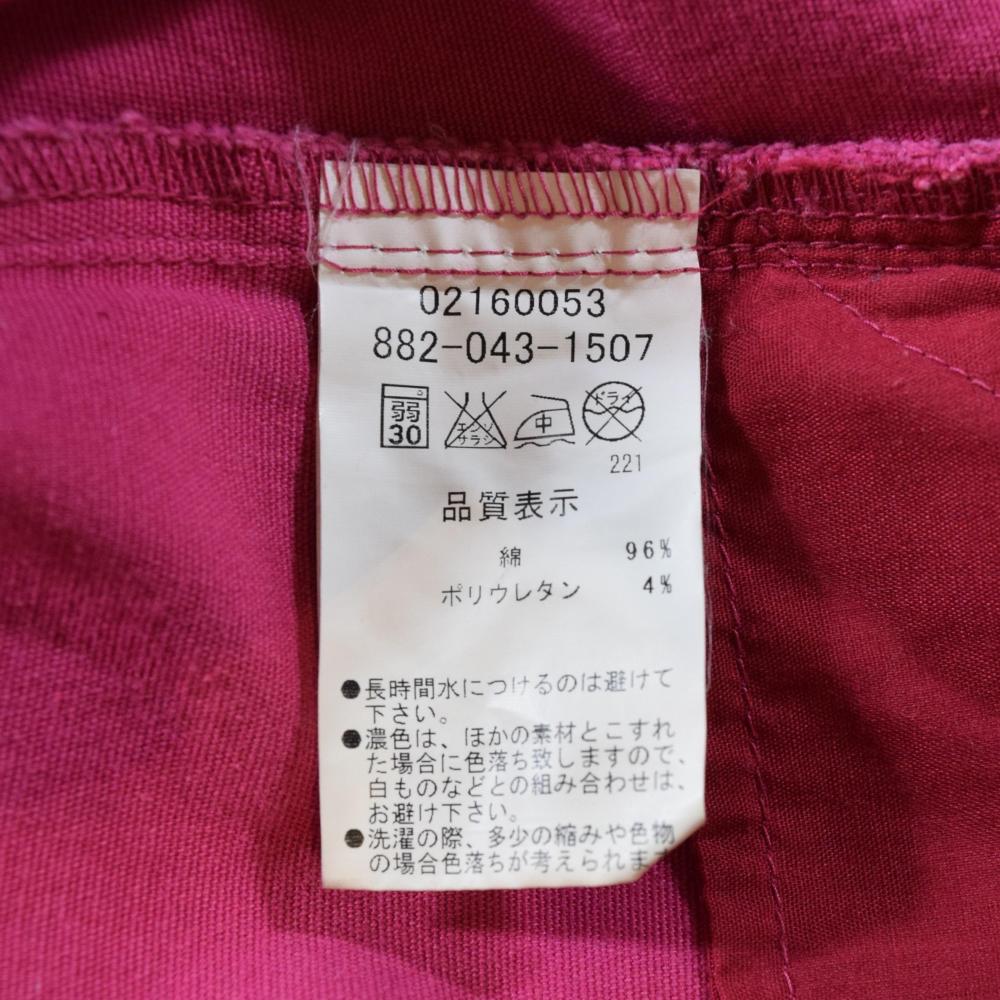 02160053
882-043-1507
弱 30 エンソ サラシ 中 ドライ
221
品質表示
綿 96%
ポリウレタン 4%
●長時間水につけるのは避けて
下さい。
●濃色は、ほかの素材とこすれ
た場合に色落ち致しますので、
白ものなどとの組み合わせは、
お避け下さい。
●洗濯の際、多少の縮みや色物
の場合色落ちが考えられます